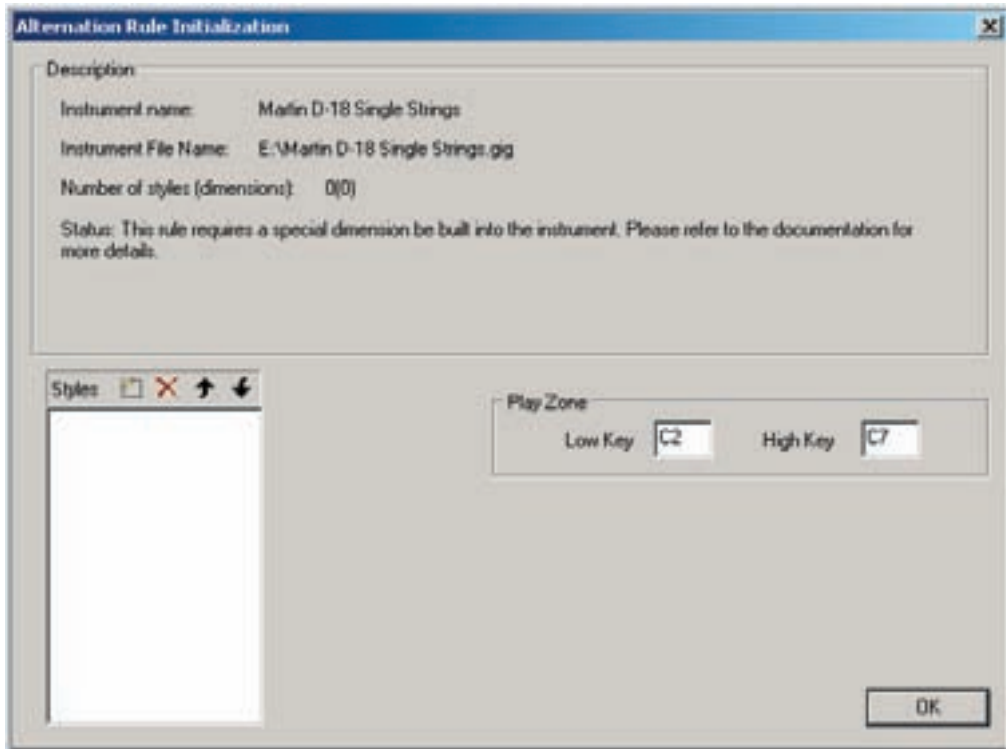 Alternation Rule Initialization
Description
Instrument name: Martin D-18 Single Strings
Instrument File Name: E:\Martin D-18 Single Strings.gig
Number of styles (dimensions): 0(0)
Status: This rule requires a special dimension be built into the instrument. Please refer to the documentation for
more details.
Styles
Play Zone
Low Key C2 High Key C7
OK